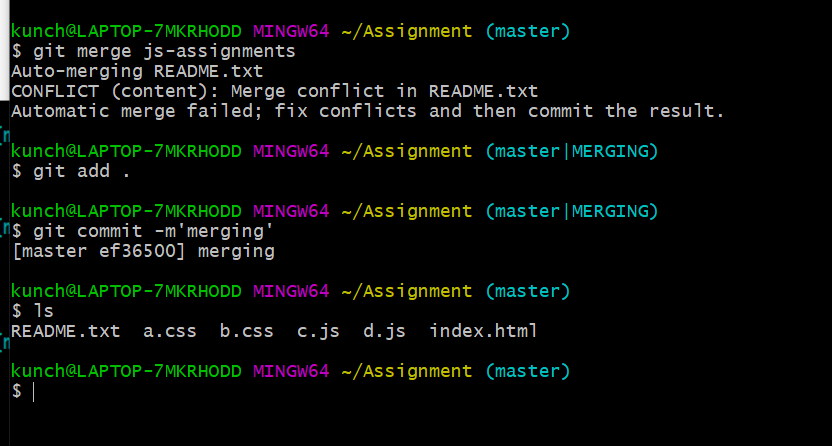 kunch@LAPTOP-7MKRHODD MINGW64 ~/Assignment (master)
$ git merge js-assignments
Auto-merging README.txt
CONFLICT (content): Merge conflict in README.txt
Automatic merge failed; fix conflicts and then commit the result.
kunch@LAPTOP-7MKRHODD MINGW64 ~/Assignment (master|MERGING)
$ git add .
kunch@LAPTOP-7MKRHODD MINGW64 ~/Assignment (master|MERGING)
$ git commit -m'merging'
[master ef36500] merging
kunch@LAPTOP-7MKRHODD MINGW64 ~/Assignment (master)
$ ls
README.txt  a.css  b.css  c.js  d.js  index.html
kunch@LAPTOP-7MKRHODD MINGW64 ~/Assignment (master)
$